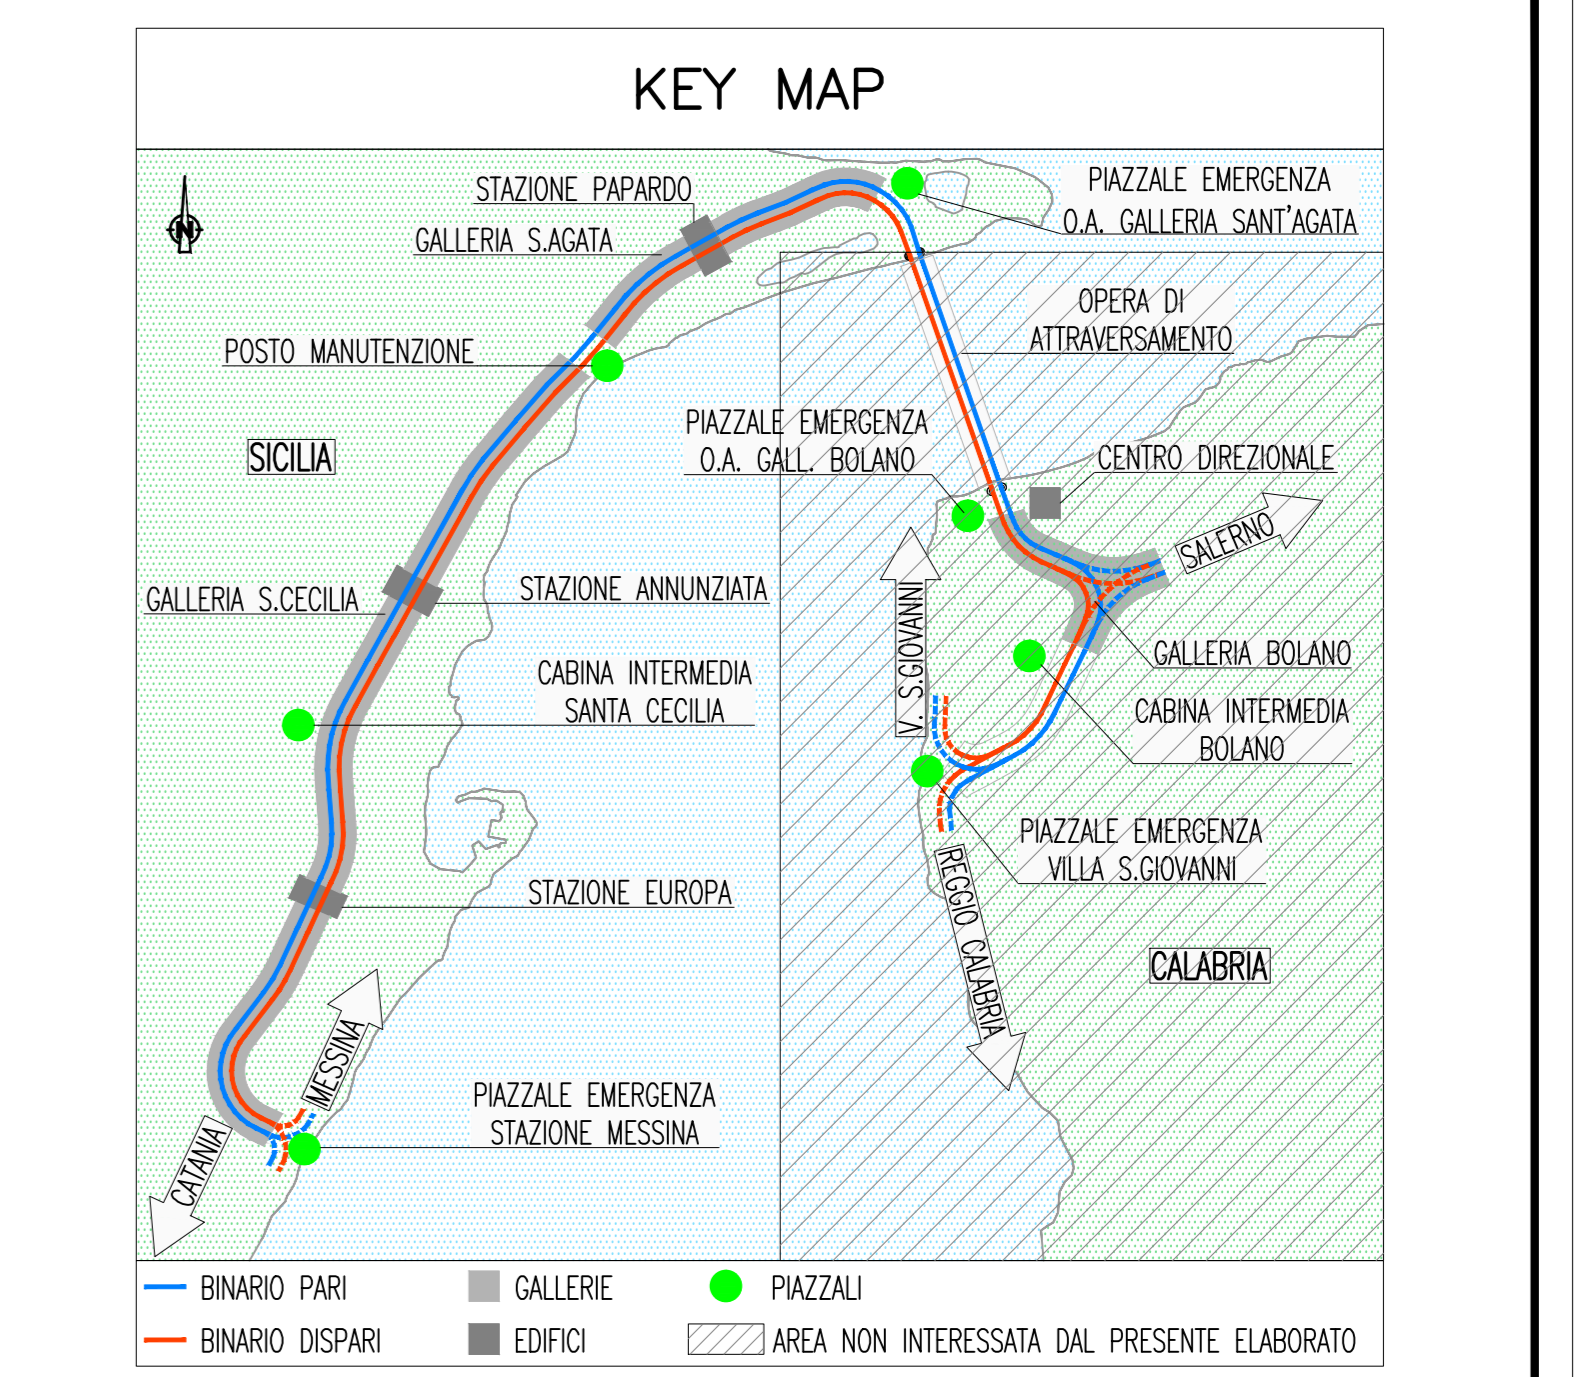 KEY MAP
N
STAZIONE PAPARDO
GALLERIA S.AGATA
PIAZZALE EMERGENZA
O.A. GALLERIA SANT'AGATA
OPERA DI
ATTRAVERSAMENTO
POSTO MANUTENZIONE
SICILIA
PIAZZALE EMERGENZA
O.A. GALL. BOLANO
CENTRO DIREZIONALE
SALERNO
GALLERIA S.CECILIA
STAZIONE ANNUNZIATA
V. S.GIOVANNI
GALLERIA BOLANO
CABINA INTERMEDIA
SANTA CECILIA
CABINA INTERMEDIA
BOLANO
PIAZZALE EMERGENZA
VILLA S.GIOVANNI
STAZIONE EUROPA
REGGIO CALABRIA
CALABRIA
MESSINA
PIAZZALE EMERGENZA
STAZIONE MESSINA
CATANIA
BINARIO PARI
GALLERIE
PIAZZALI
BINARIO DISPARI
EDIFICI
AREA NON INTERESSATA DAL PRESENTE ELABORATO